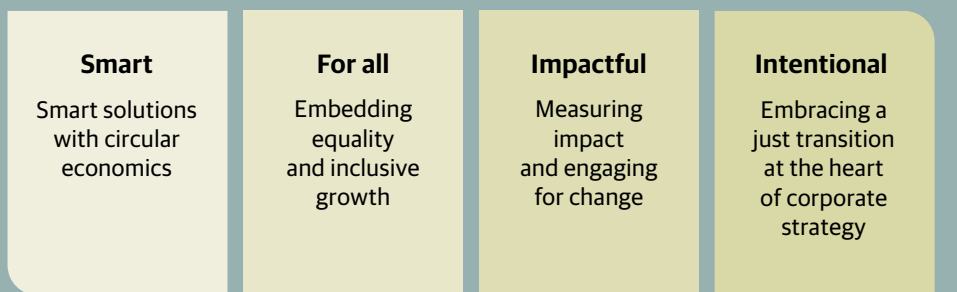 Smart
Smart solutions
with circular
economics
For all
Embedding
equality
and inclusive
growth
Impactful
Measuring
impact
and engaging
for change
Intentional
Embracing a
just transition
at the heart
of corporate
strategy